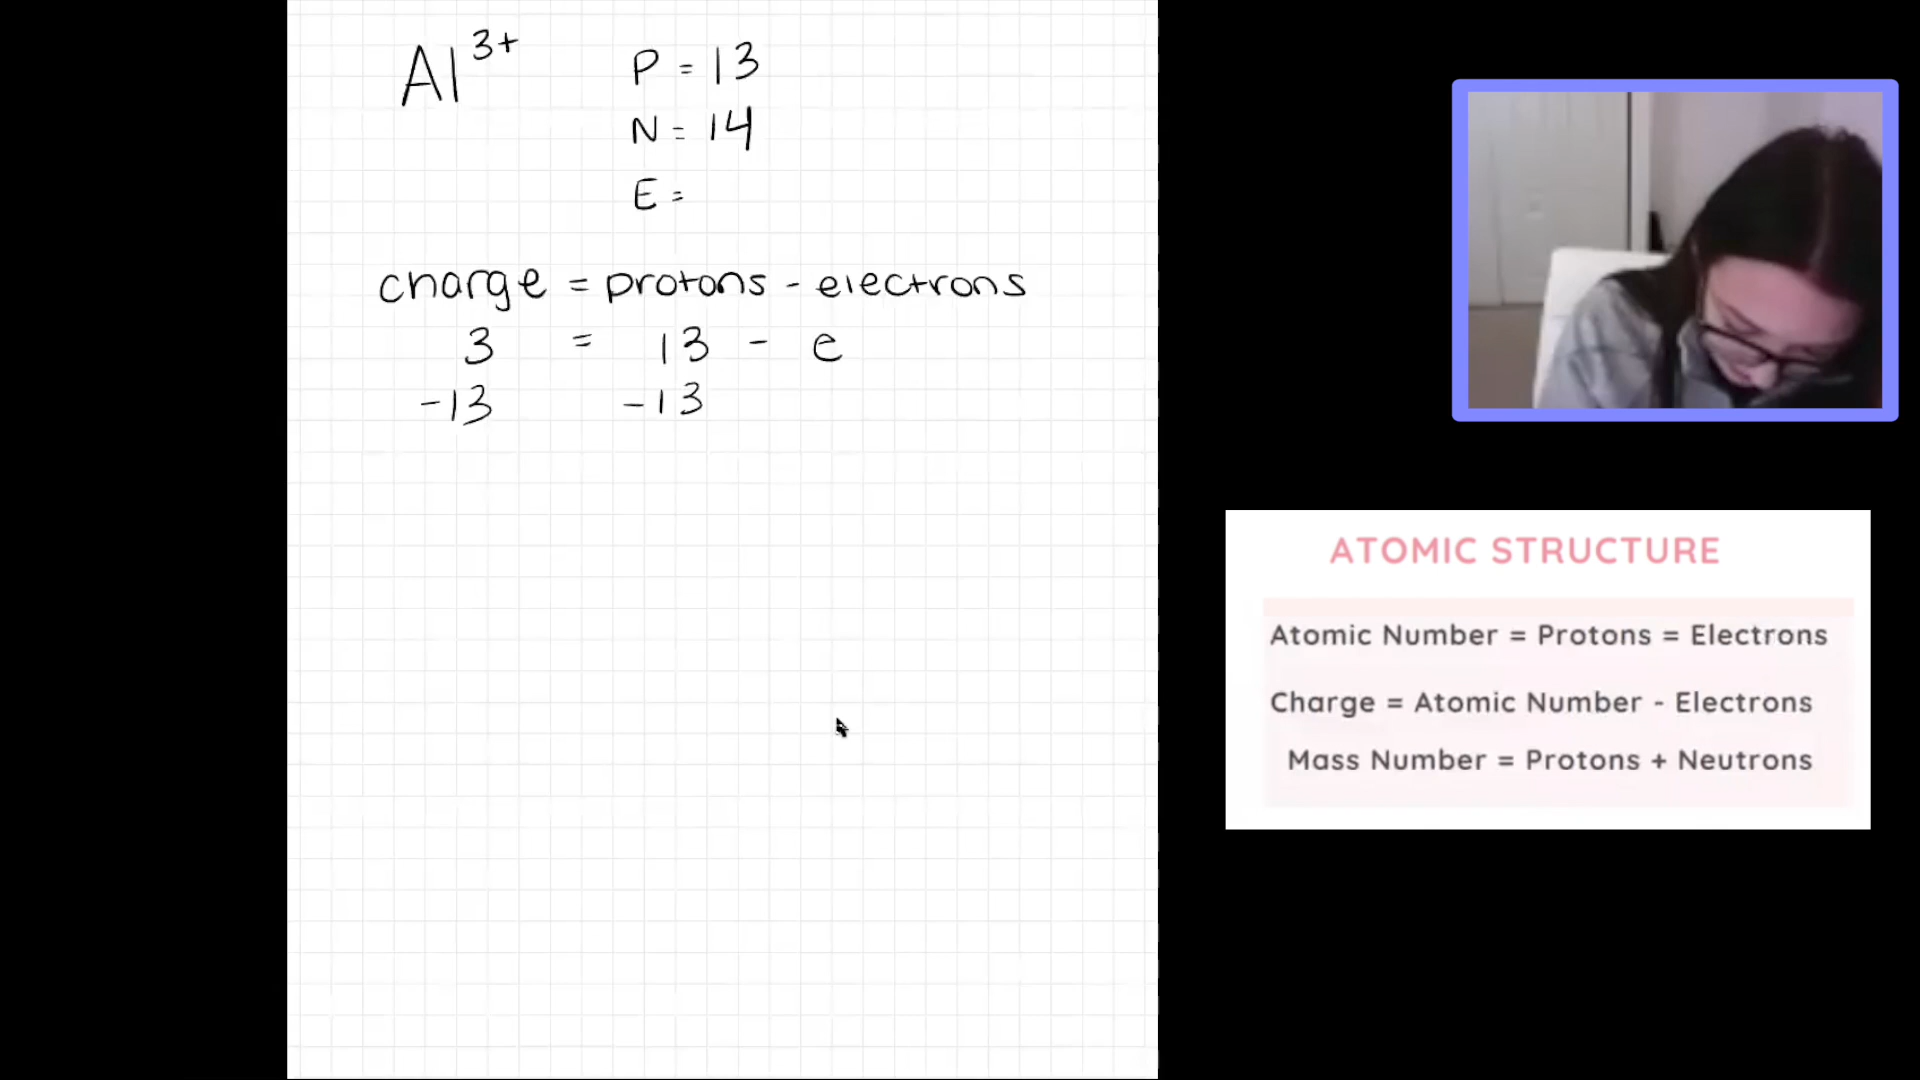 Al³⁺
P = 13
N = 14
E =
charge = protons - electrons
3 = 13 - e
-13 -13
ATOMIC STRUCTURE
Atomic Number = Protons = Electrons
Charge = Atomic Number - Electrons
Mass Number = Protons + Neutrons